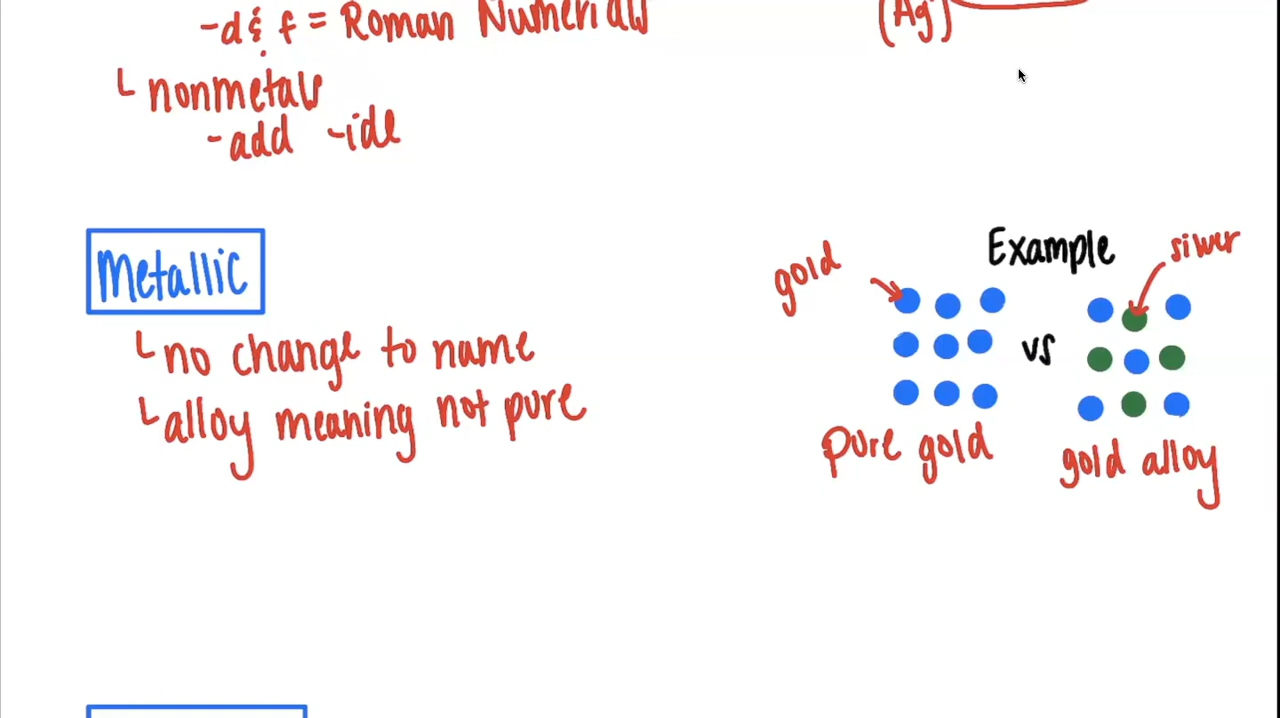 -d & f = Roman Numerals
(Ag)
nonmetals
-add -ide
Metallic
no change to name
alloy meaning not pure
Example
gold
silver
vs
pure gold
gold alloy